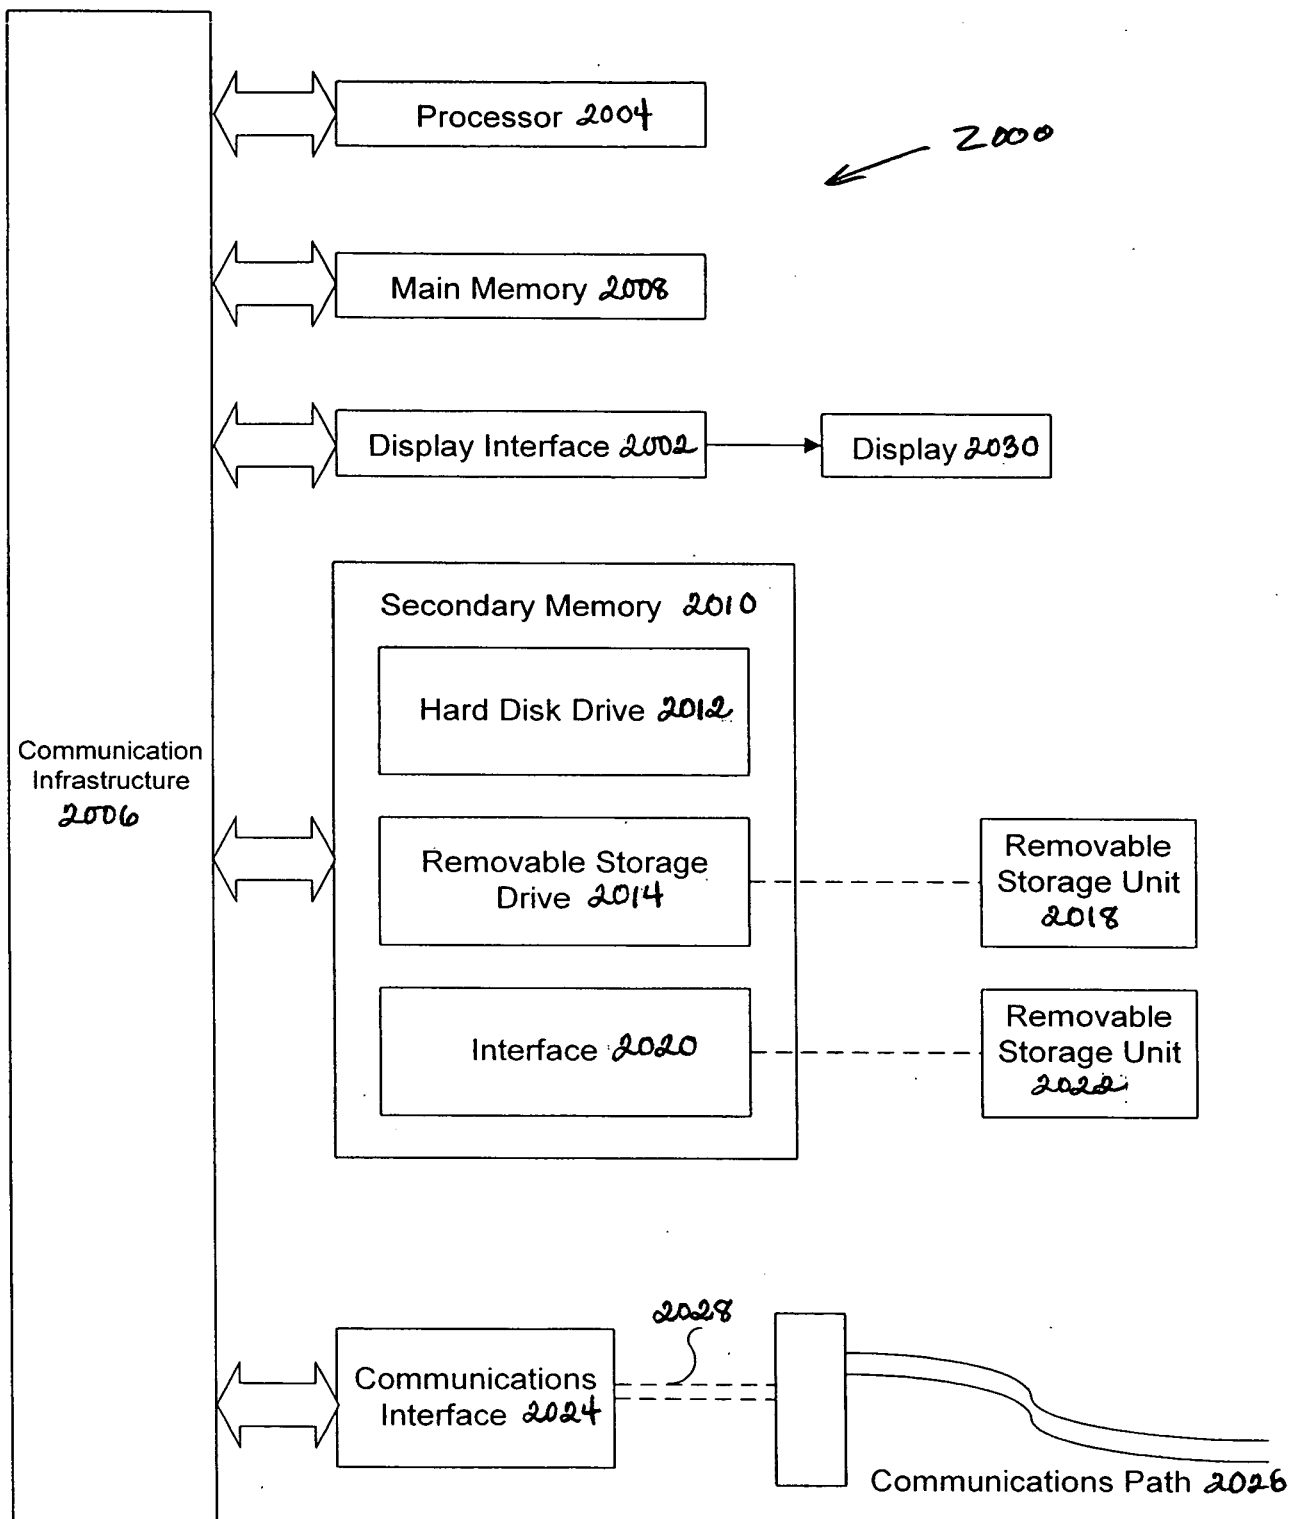 Processor 2004
2000
Main Memory 2008
Display Interface 2002
Display 2030
Secondary Memory 2010
Hard Disk Drive 2012
Communication
Infrastructure
2006
Removable Storage
Drive 2014
Removable
Storage Unit
2018
Interface 2020
Removable
Storage Unit
2022
2028
Communications
Interface 2024
Communications Path 2026